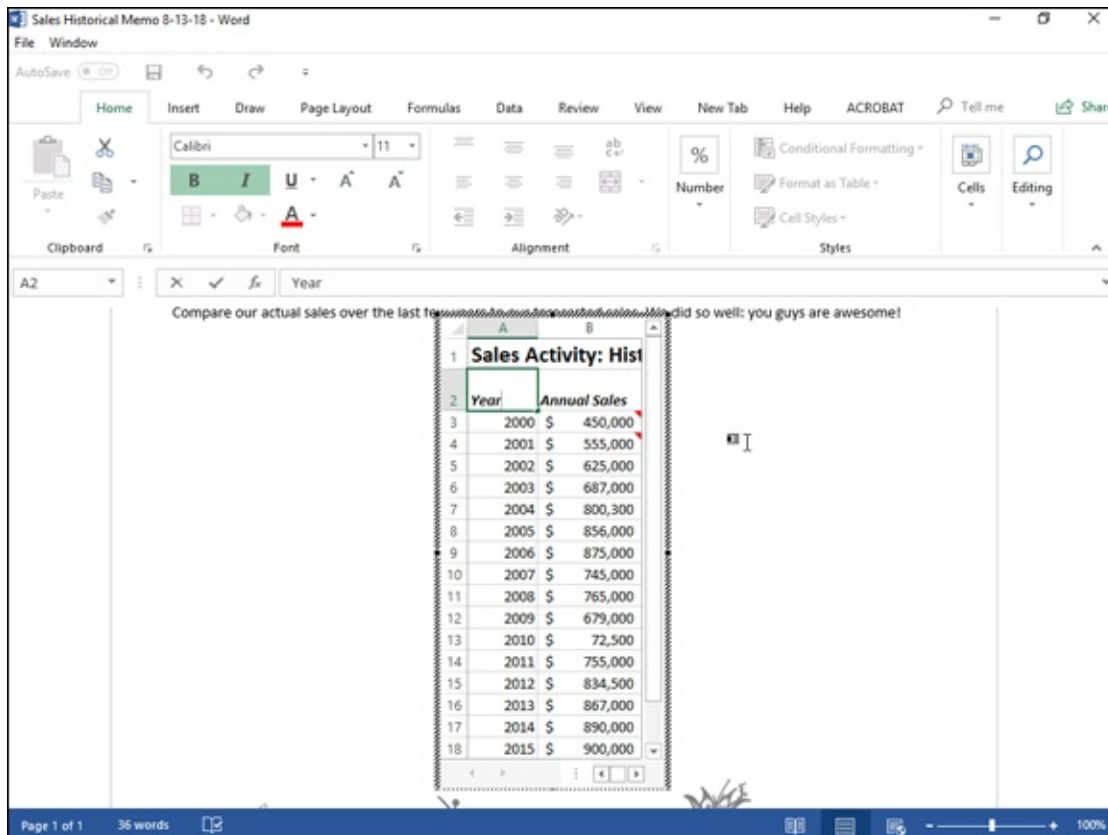 Sales Historical Memo 8-13-18 - Word
File Window
AutoSave Off
Home Insert Draw Page Layout Formulas Data Review View New Tab Help ACROBAT Tell me Shar
Calibri 11
Paste B I U A A A
ab
%
Number
Conditional Formatting
Format as Table
Cell Styles
Cells Editing
Clipboard Font Alignment Styles
A2 fx Year
Compare our actual sales over the last did so well: you guys are awesome!
A B
1 Sales Activity: Hist
2 Year Annual Sales
3 2000 $ 450,000
4 2001 $ 555,000
5 2002 $ 625,000
6 2003 $ 687,000
7 2004 $ 800,300
8 2005 $ 856,000
9 2006 $ 875,000
10 2007 $ 745,000
11 2008 $ 765,000
12 2009 $ 679,000
13 2010 $ 72,500
14 2011 $ 755,000
15 2012 $ 834,500
16 2013 $ 867,000
17 2014 $ 890,000
18 2015 $ 900,000
Page 1 of 1 36 words 100%